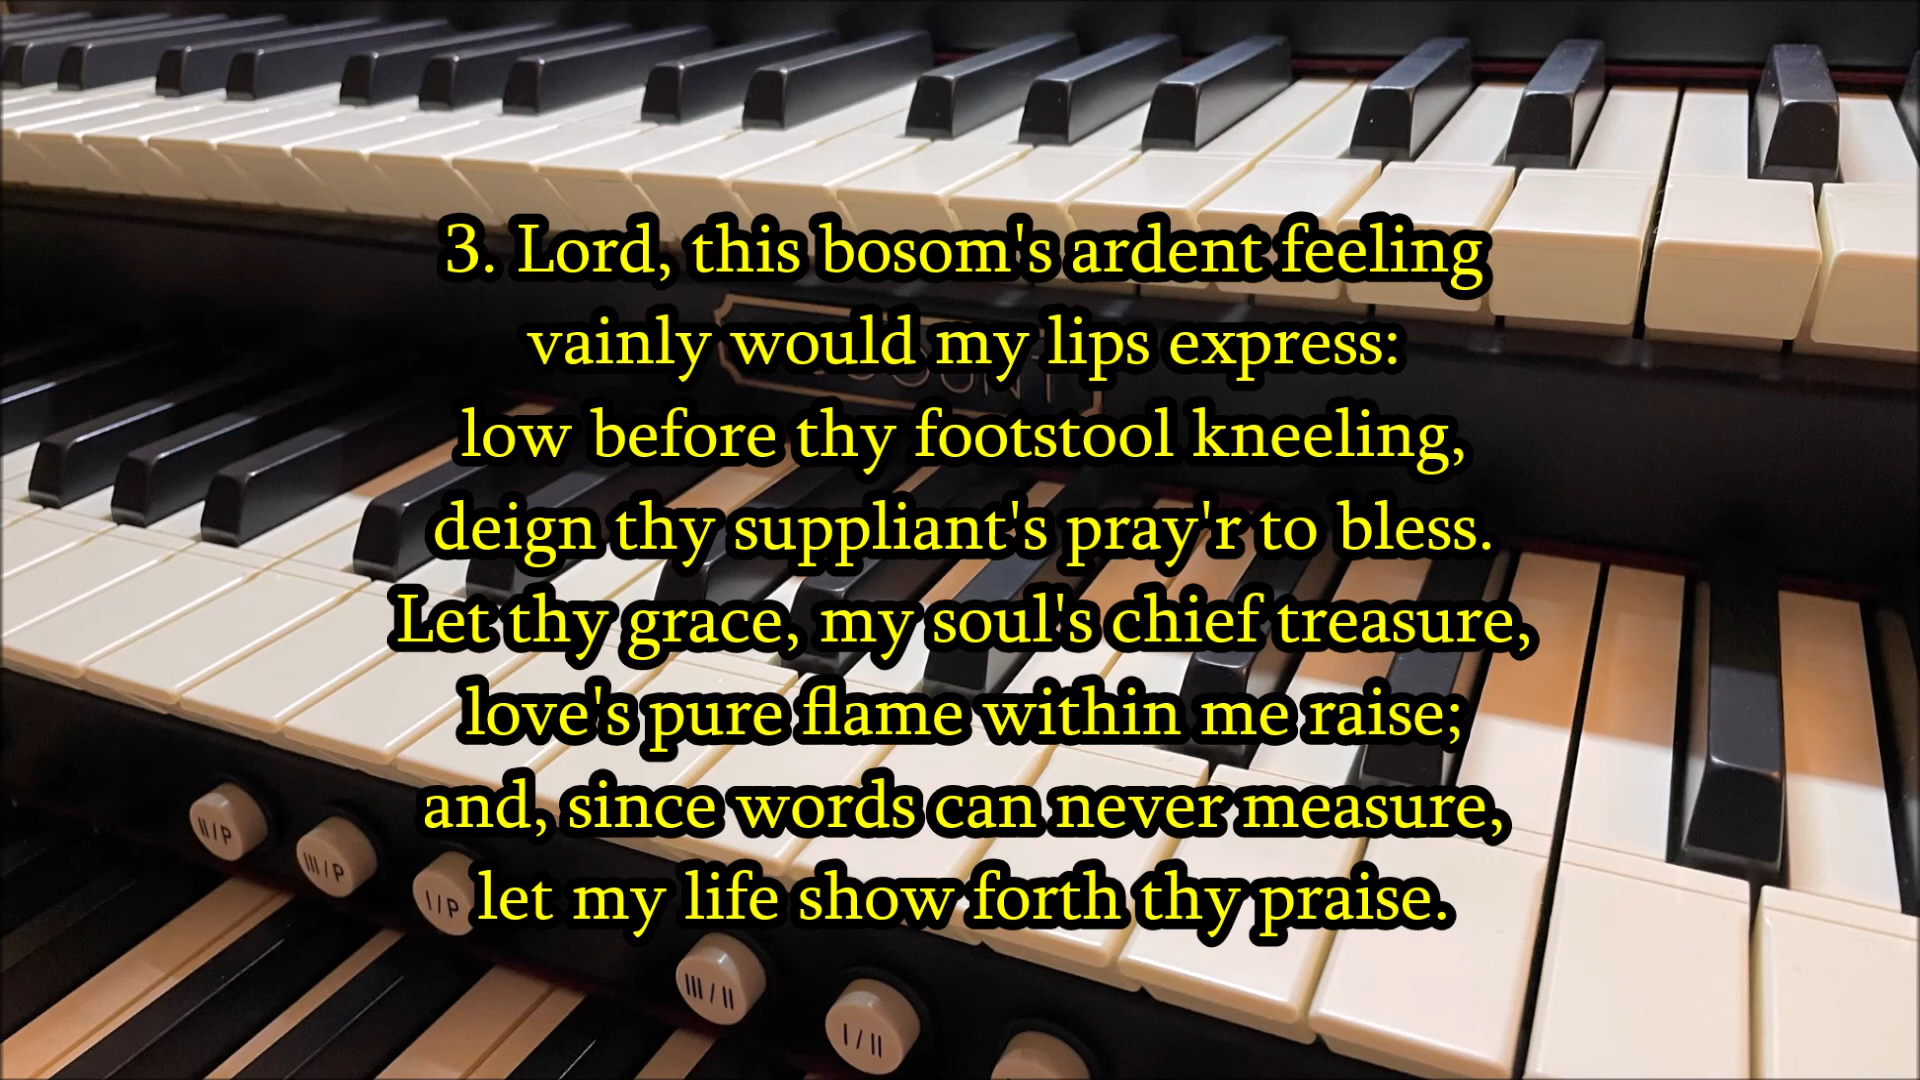 3. Lord, this bosom's ardent feeling
vainly would my lips express:
low before thy footstool kneeling,
deign thy suppliant's pray'r to bless.
Let thy grace, my soul's chief treasure,
love's pure flame within me raise;
and, since words can never measure,
let my life show forth thy praise.
II/P
III/P
I/P
III/II
I/II